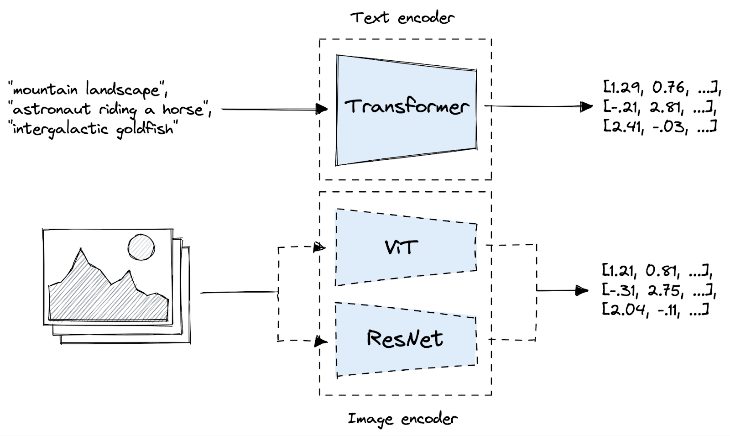 Text encoder
"mountain landscape",
"astronaut riding a horse",
"intergalactic goldfish"
Transformer
[1.29, 0.76, ...],
[-.21, 2.81, ...],
[2.41, -.03, ...]
ViT
ResNet
[1.21, 0.81, ...],
[-.31, 2.75, ...],
[2.04, -.11, ...]
Image encoder